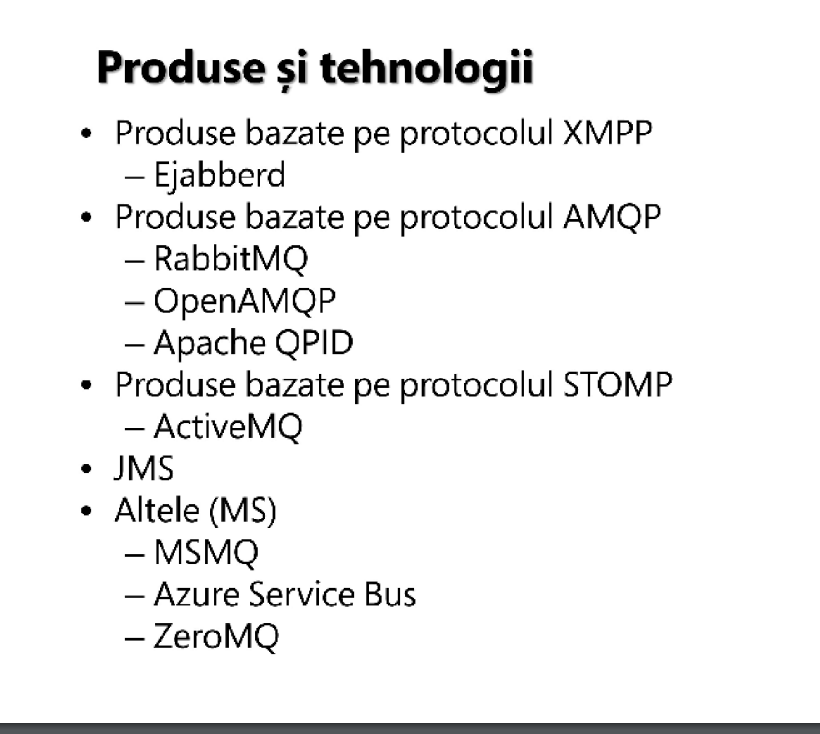 Produse și tehnologii
• Produse bazate pe protocolul XMPP
– Ejabberd
• Produse bazate pe protocolul AMQP
– RabbitMQ
– OpenAMQP
– Apache QPID
• Produse bazate pe protocolul STOMP
– ActiveMQ
• JMS
• Altele (MS)
– MSMQ
– Azure Service Bus
– ZeroMQ